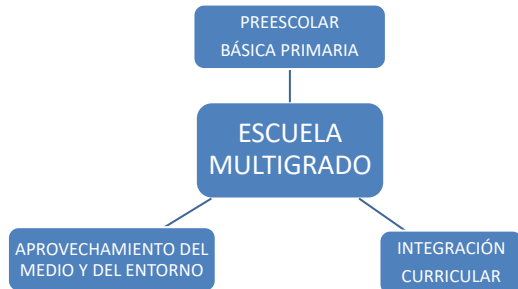 PREESCOLAR
BÁSICA PRIMARIA
ESCUELA
MULTIGRADO
APROVECHAMIENTO DEL
MEDIO Y DEL ENTORNO
INTEGRACIÓN
CURRICULAR